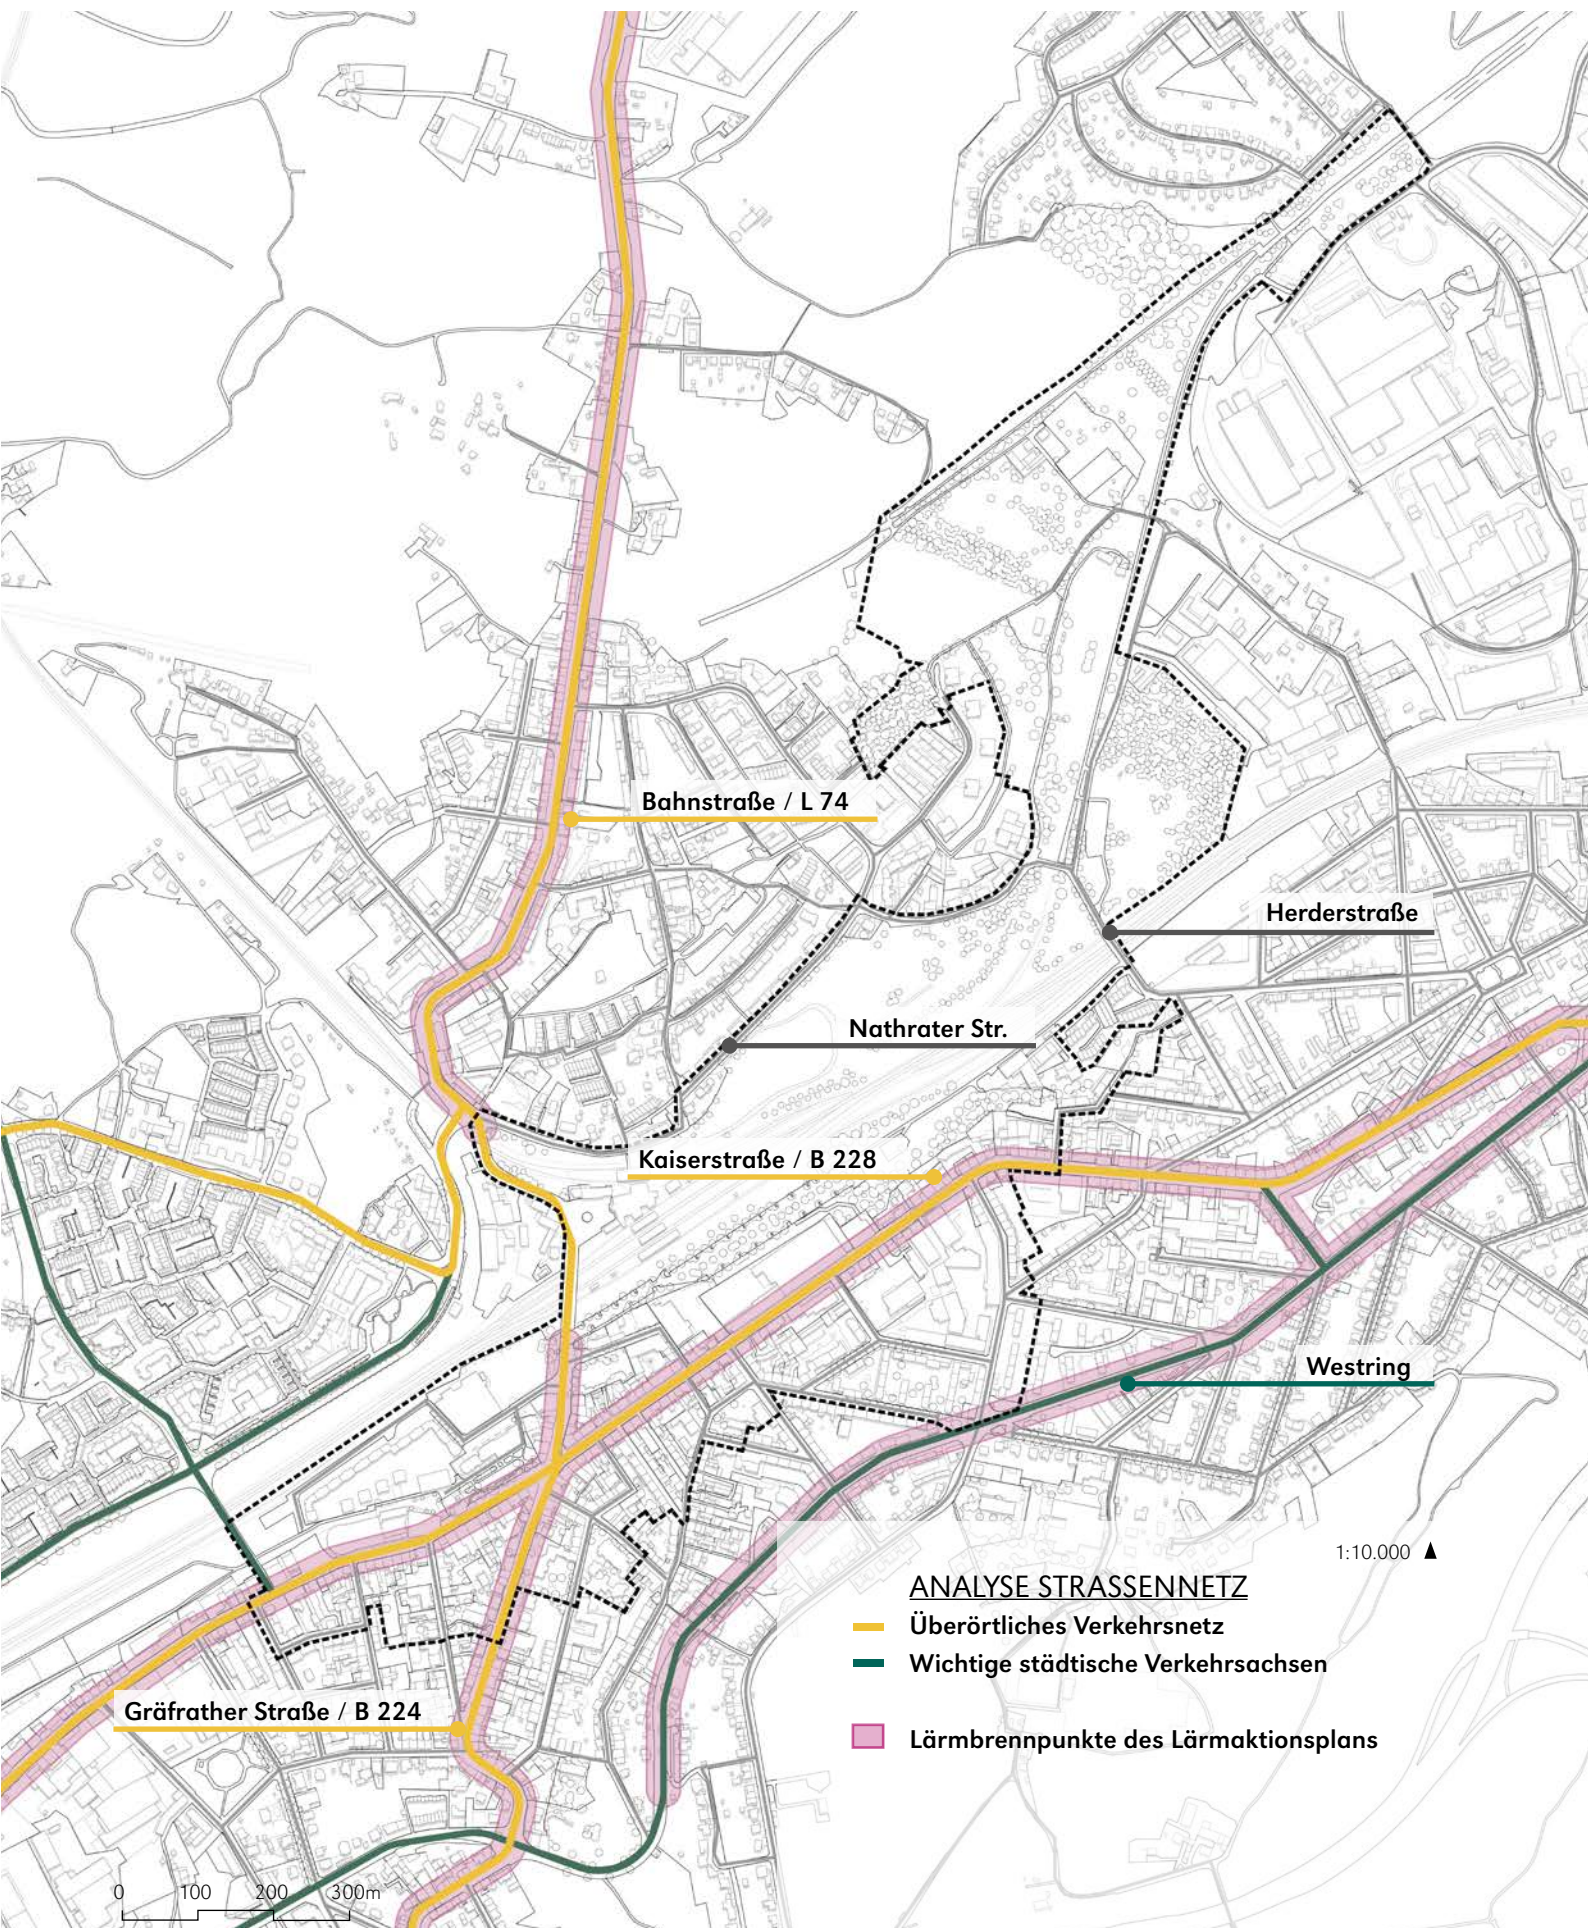 Bahnstraße / L 74
Herderstraße
Nathrater Str.
Kaiserstraße / B 228
Westring
1:10.000
ANALYSE STRASSENNETZ
Überörtliches Verkehrsnetz
Wichtige städtische Verkehrsachsen
Gräfrather Straße / B 224
Lärmbrennpunkte des Lärmaktionsplans
0 100 200 300m